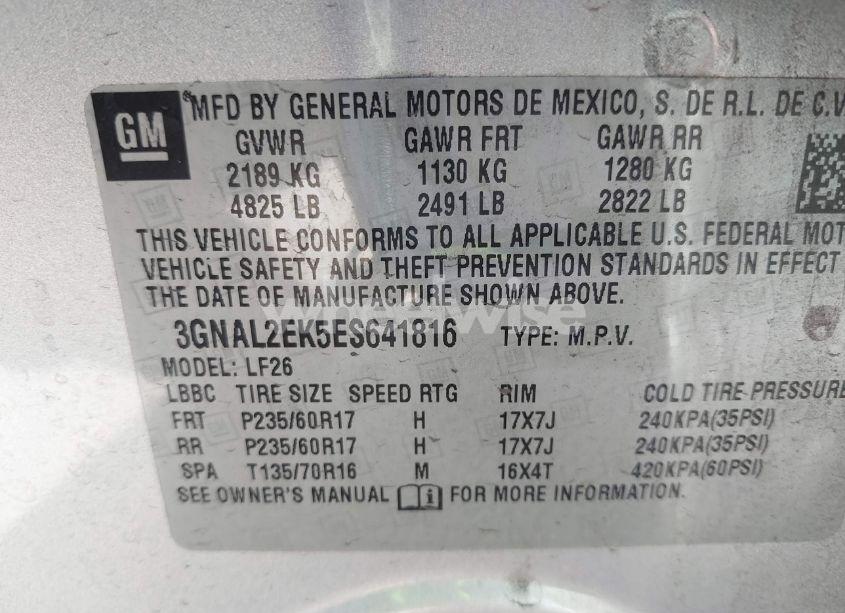 GM
®MFD BY GENERAL MOTORS DE MEXICO, S. DE R.L. DE C.V
GVWR GAWR FRT GAWR RR
2189 KG 1130 KG 1280 KG
4825 LB 2491 LB 2822 LB
THIS VEHICLE CONFORMS TO ALL APPLICABLE U.S. FEDERAL MOT
VEHICLE SAFETY AND THEFT PREVENTION STANDARDS IN EFFECT
THE DATE OF MANUFACTURE SHOWN ABOVE.
wheelwise
3GNAL2EK5ES641816 TYPE: M.P.V.
MODEL: LF26
LBBC TIRE SIZE SPEED RTG RIM COLD TIRE PRESSURE
FRT P235/60R17 H 17X7J 240KPA(35PSI)
RR P235/60R17 H 17X7J 240KPA(35PSI)
SPA T135/70R16 M 16X4T 420KPA(60PSI)
SEE OWNER'S MANUAL i FOR MORE INFORMATION.